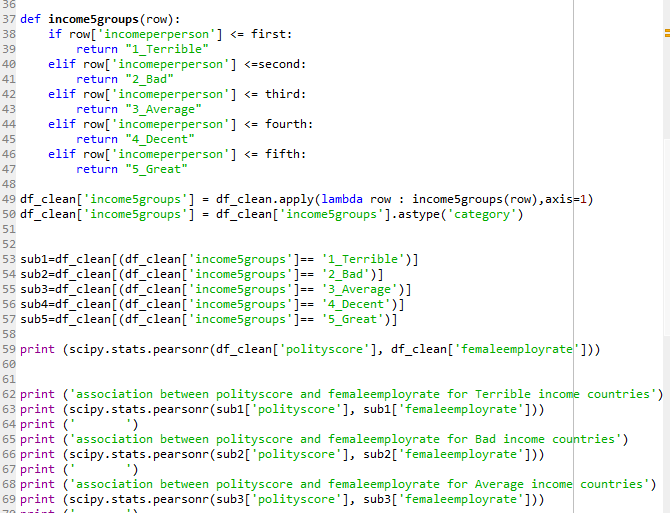 36
37 def income5groups(row):
38     if row['incomeperperson'] <= first:
39         return "1_Terrible"
40     elif row['incomeperperson'] <=second:
41         return "2_Bad"
42     elif row['incomeperperson'] <= third:
43         return "3_Average"
44     elif row['incomeperperson'] <= fourth:
45         return "4_Decent"
46     elif row['incomeperperson'] <= fifth:
47         return "5_Great"
48
49 df_clean['income5groups'] = df_clean.apply(lambda row : income5groups(row),axis=1)
50 df_clean['income5groups'] = df_clean['income5groups'].astype('category')
51
52
53 sub1=df_clean[(df_clean['income5groups']== '1_Terrible')]
54 sub2=df_clean[(df_clean['income5groups']== '2_Bad')]
55 sub3=df_clean[(df_clean['income5groups']== '3_Average')]
56 sub4=df_clean[(df_clean['income5groups']== '4_Decent')]
57 sub5=df_clean[(df_clean['income5groups']== '5_Great')]
58
59 print (scipy.stats.pearsonr(df_clean['polityscore'], df_clean['femaleemployrate']))
60
61
62 print ('association between polityscore and femaleemployrate for Terrible income countries')
63 print (scipy.stats.pearsonr(sub1['polityscore'], sub1['femaleemployrate']))
64 print ('       ')
65 print ('association between polityscore and femaleemployrate for Bad income countries')
66 print (scipy.stats.pearsonr(sub2['polityscore'], sub2['femaleemployrate']))
67 print ('       ')
68 print ('association between polityscore and femaleemployrate for Average income countries')
69 print (scipy.stats.pearsonr(sub3['polityscore'], sub3['femaleemployrate']))